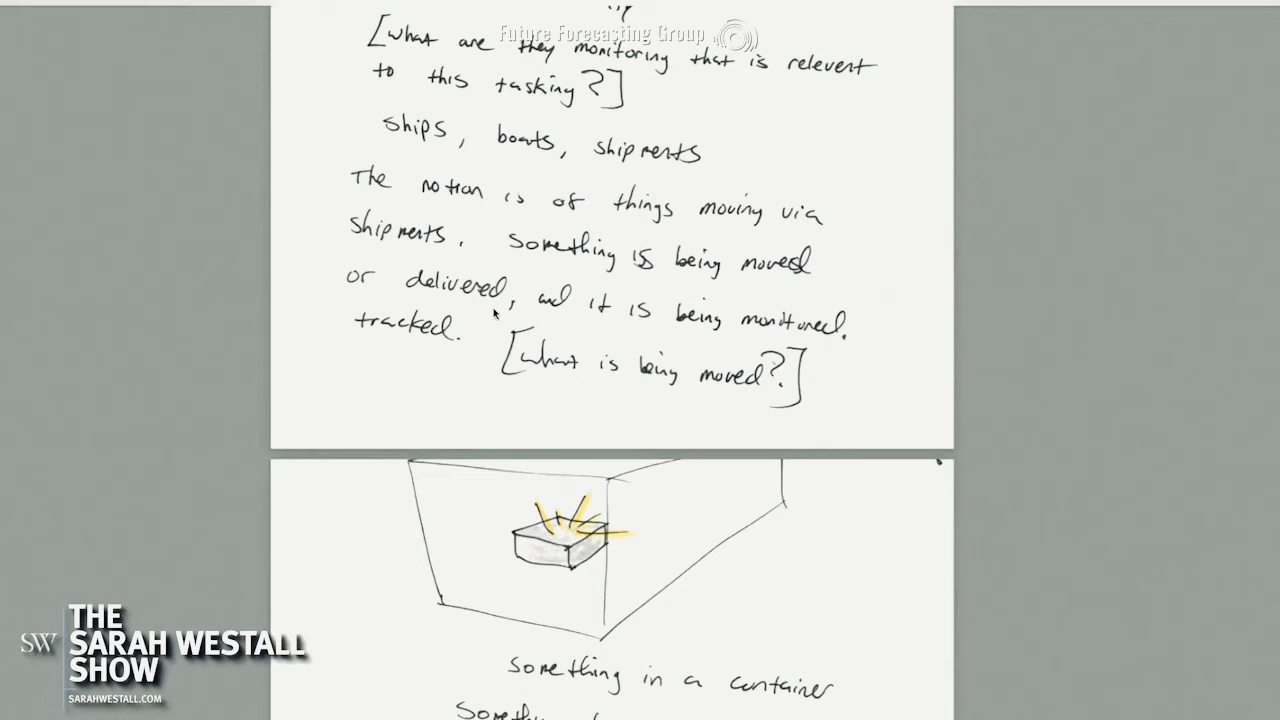 Future Forecasting Group
[what are they monitoring that is relevent
to this tasking?]
ships, boats, shipments
The notion is of things moving via
shipments. Something is being moved
or delivered, and it is being monitored.
tracked. [what is being moved?]
something in a container
THE
SARAH WESTALL
SHOW
SW
SARAHWESTALL.COM